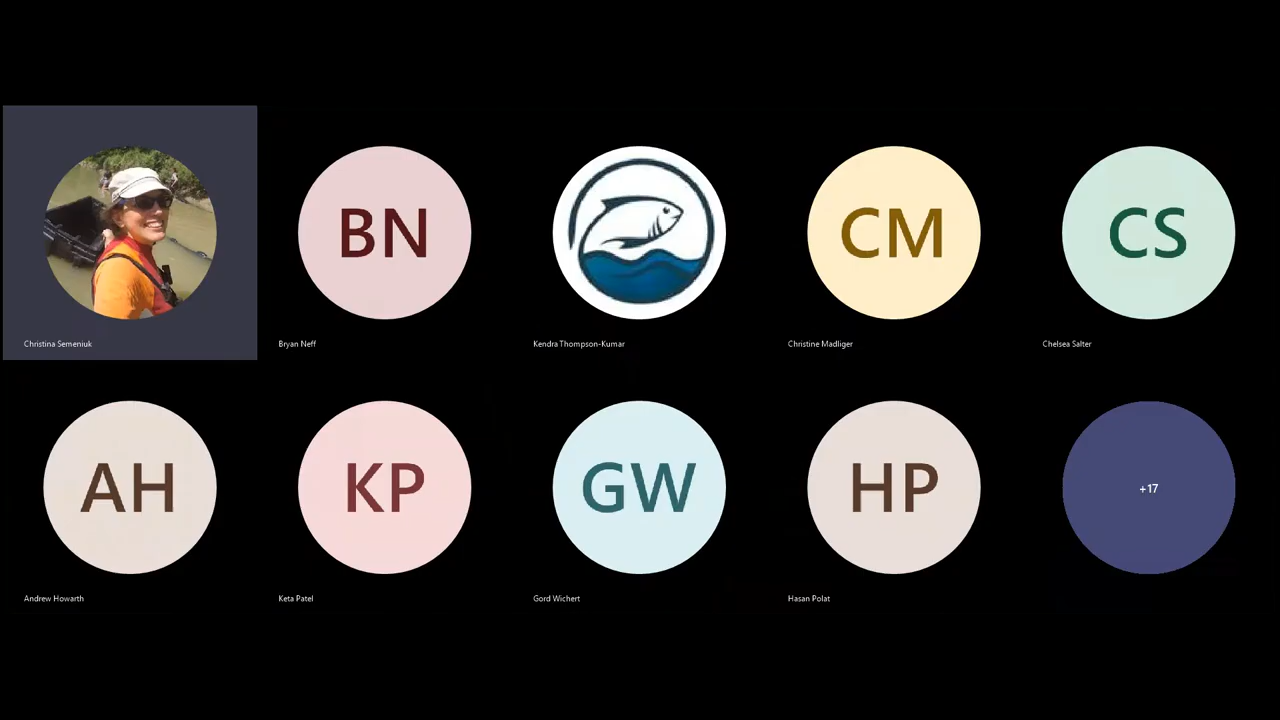 BN
CM
CS
Christina Semeniuk
Bryan Neff
Kendra Thompson-Kumar
Christine Madliger
Chelsea Salter
AH
KP
GW
HP
+17
Andrew Howarth
Keta Patel
Gord Wichert
Hasan Polat